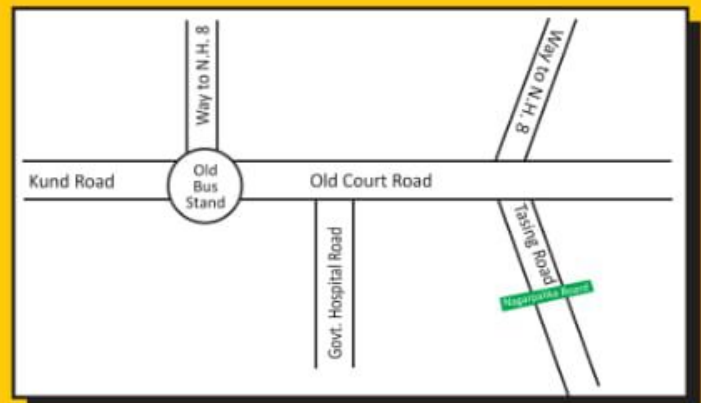 Way to N.H. 8
Way to N.H. 8
Kund Road
Old
Bus
Stand
Old Court Road
Govt. Hospital Road
Tasing Road
Nagarpalika Board